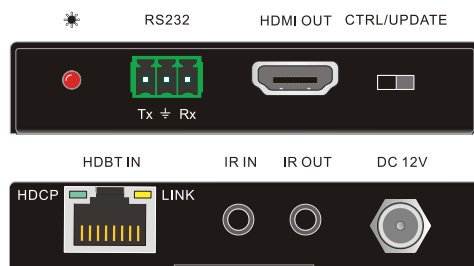 RS232 HDMI OUT CTRL/UPDATE
Tx Rx
HDBT IN IR IN IR OUT DC 12V
HDCP LINK